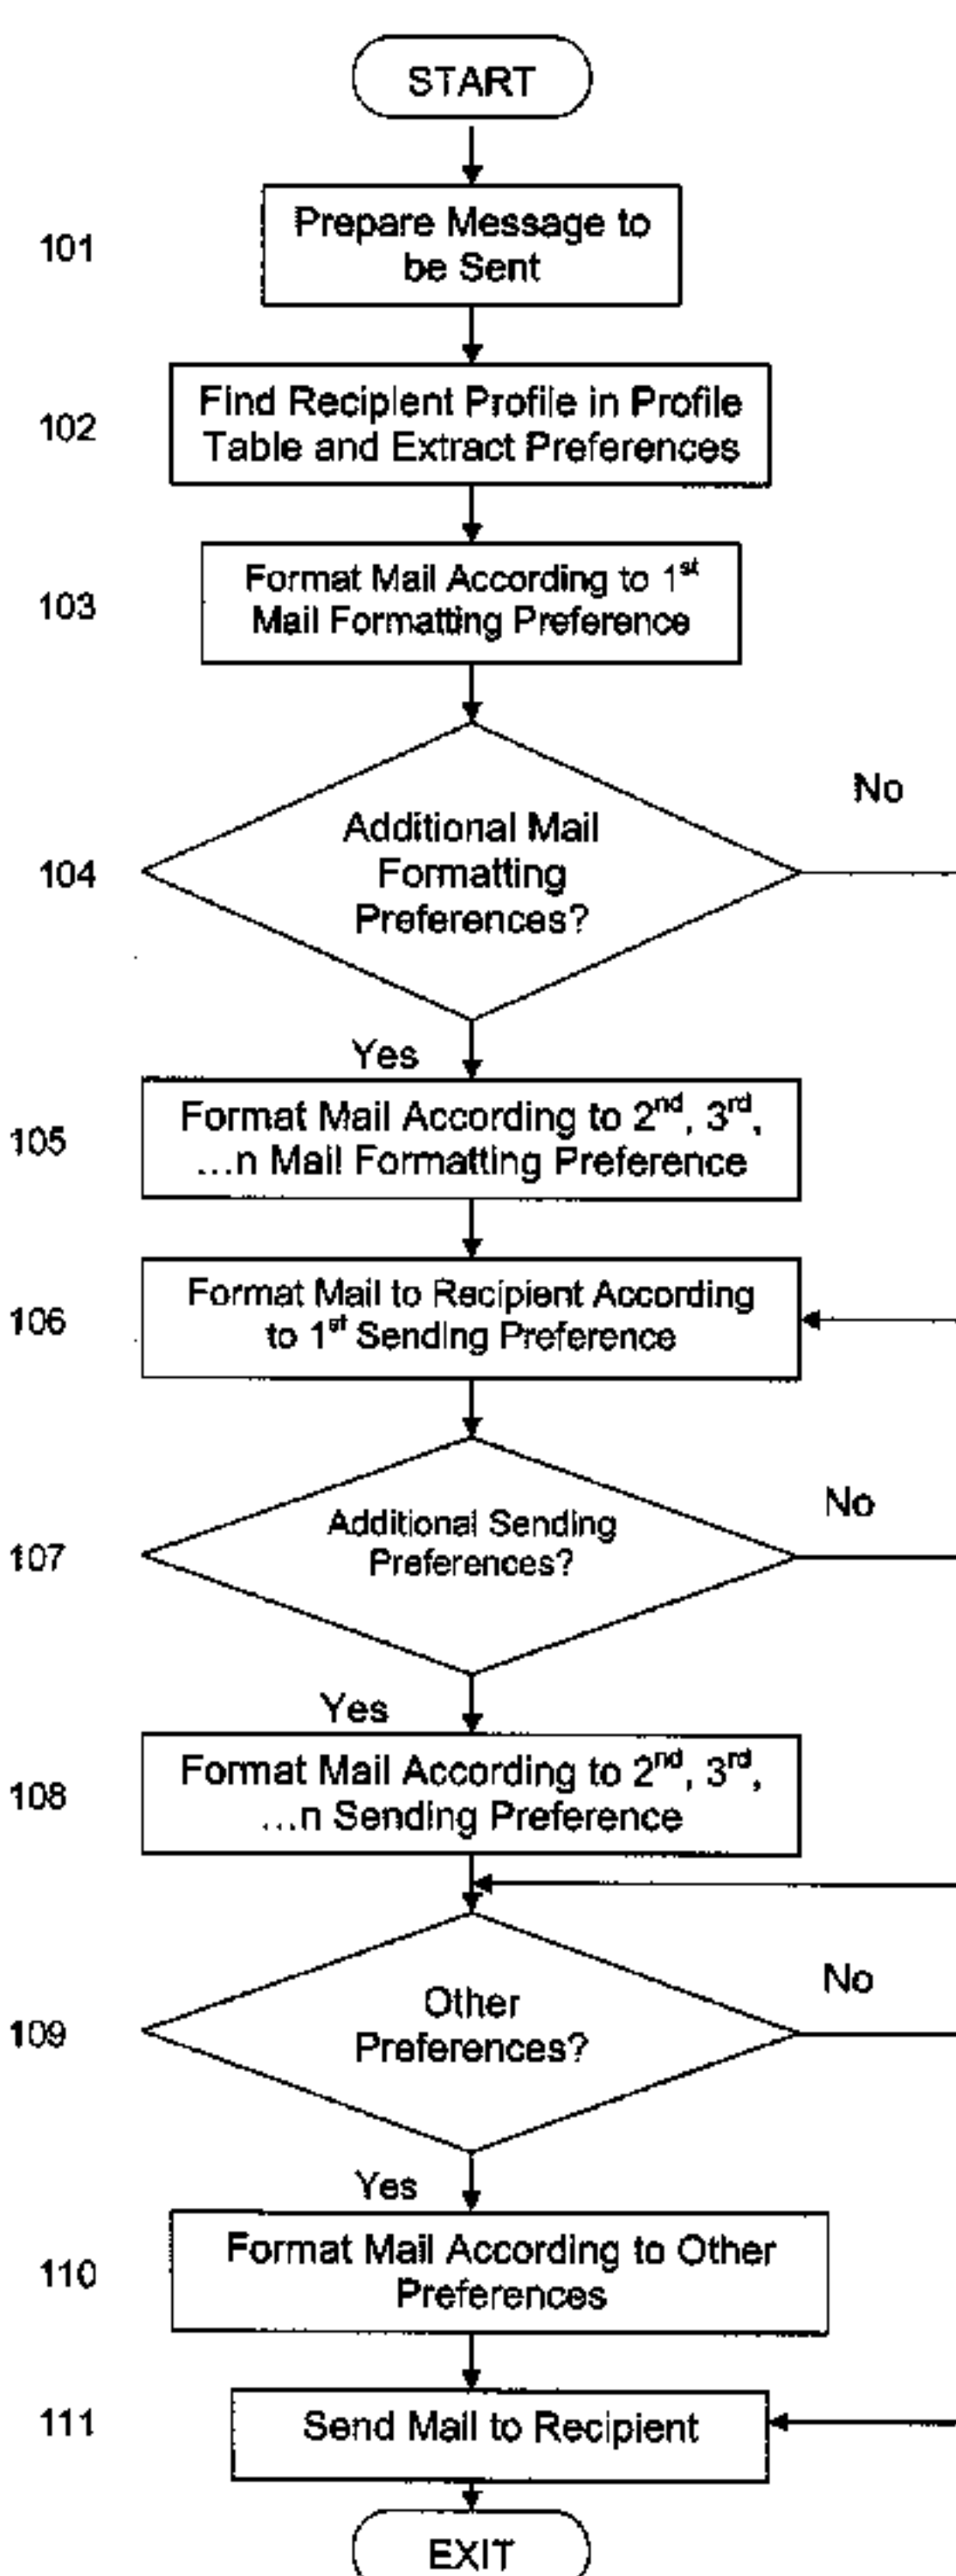 START
101
Prepare Message to
be Sent
102
Find Recipient Profile in Profile
Table and Extract Preferences
103
Format Mail According to 1st
Mail Formatting Preference
No
104
Additional Mail
Formatting
Preferences?
Yes
105
Format Mail According to 2nd, 3rd,
...n Mail Formatting Preference
106
Format Mail to Recipient According
to 1st Sending Preference
No
107
Additional Sending
Preferences?
Yes
108
Format Mail According to 2nd, 3rd,
...n Sending Preference
No
109
Other
Preferences?
Yes
110
Format Mail According to Other
Preferences
111
Send Mail to Recipient
EXIT